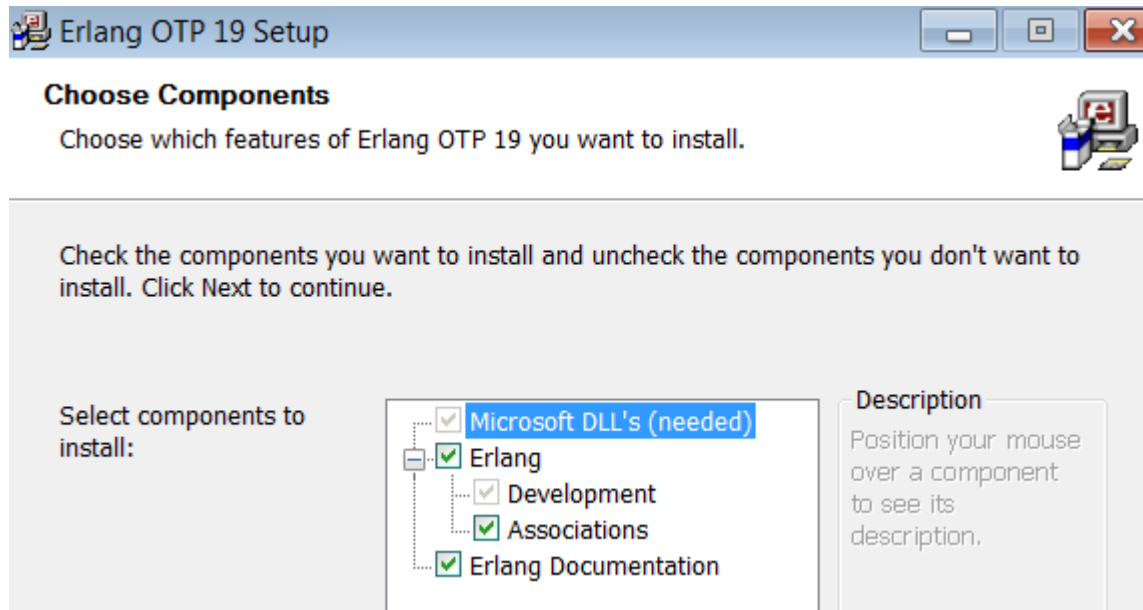 Erlang OTP 19 Setup
Choose Components
Choose which features of Erlang OTP 19 you want to install.
Check the components you want to install and uncheck the components you don't want to
install. Click Next to continue.
Select components to
install:
Microsoft DLL's (needed)
Erlang
Development
Associations
Erlang Documentation
Description
Position your mouse
over a component
to see its
description.